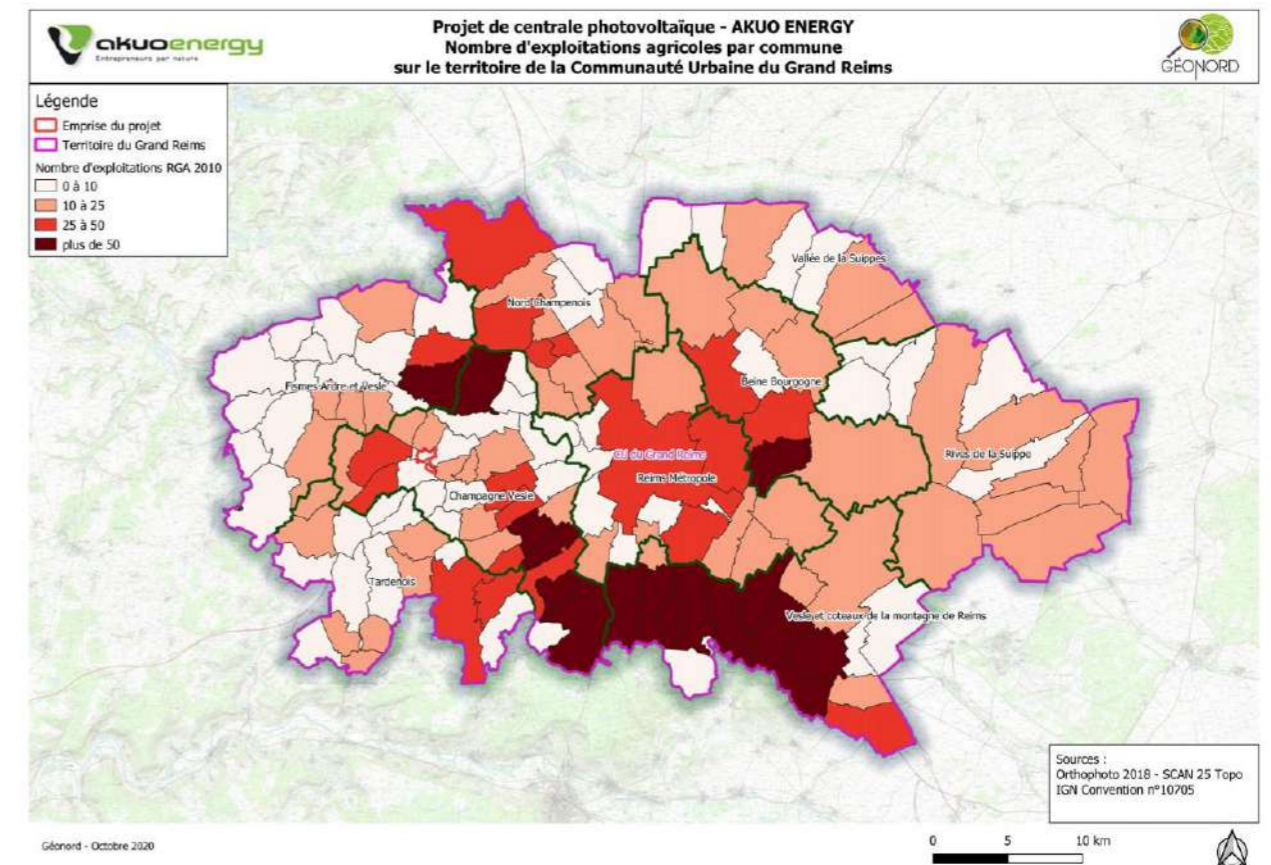 akuoenergy
Entrepreneurs par nature
Projet de centrale photovoltaïque - AKUO ENERGY
Nombre d'exploitations agricoles par commune
sur le territoire de la Communauté Urbaine du Grand Reims
GÉONORD
Légende
Emprise du projet
Territoire du Grand Reims
Nombre d'exploitations RGA 2010
0 à 10
10 à 25
25 à 50
plus de 50
Vallée de la Suippes
Nord Champenois
Fismes Ardre et Vesle
Beine Bourgogne
CU du Grand Reims
Reims Métropole
Rives de la Suippe
Champagne Vesle
Tardenois
Vesle et coteaux de la montagne de Reims
Sources :
Orthophoto 2018 - SCAN 25 Topo
IGN Convention n°10705
Géonord - Octobre 2020
0 5 10 km